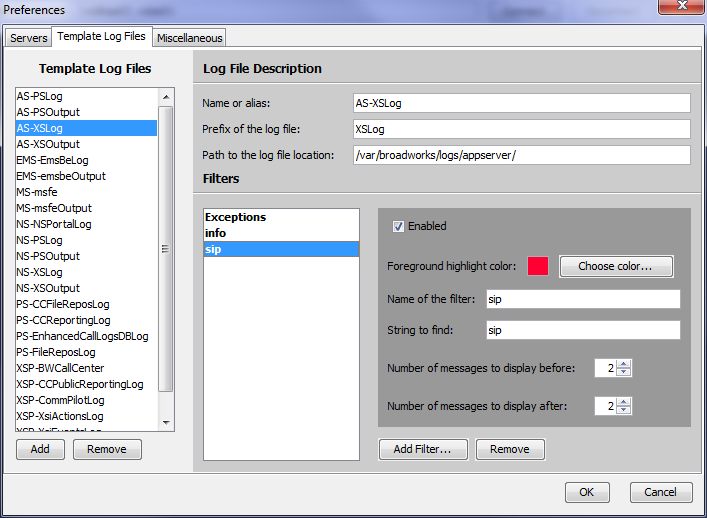 Preferences
Servers
Template Log Files
Miscellaneous
Template Log Files
AS-PSLog
AS-PSOutput
AS-XSLog
AS-XSOutput
EMS-EmsBeLog
EMS-emsbeOutput
MS-msfe
MS-msfeOutput
NS-NSPortalLog
NS-PSLog
NS-PSOutput
NS-XSLog
NS-XSOutput
PS-CCFileReposLog
PS-CCReportingLog
PS-EnhancedCallLogsDBLog
PS-FileReposLog
XSP-BWCallCenter
XSP-CCPublicReportingLog
XSP-CommPilotLog
XSP-XsiActionsLog
XSP-XsiEventsLog
Add
Remove
Log File Description
Name or alias:
AS-XSLog
Prefix of the log file:
XSLog
Path to the log file location:
/var/broadworks/logs/appserver/
Filters
Exceptions
info
sip
Enabled
Foreground highlight color:
Choose color...
Name of the filter:
sip
String to find:
sip
Number of messages to display before:
2
Number of messages to display after:
2
Add Filter...
Remove
OK
Cancel